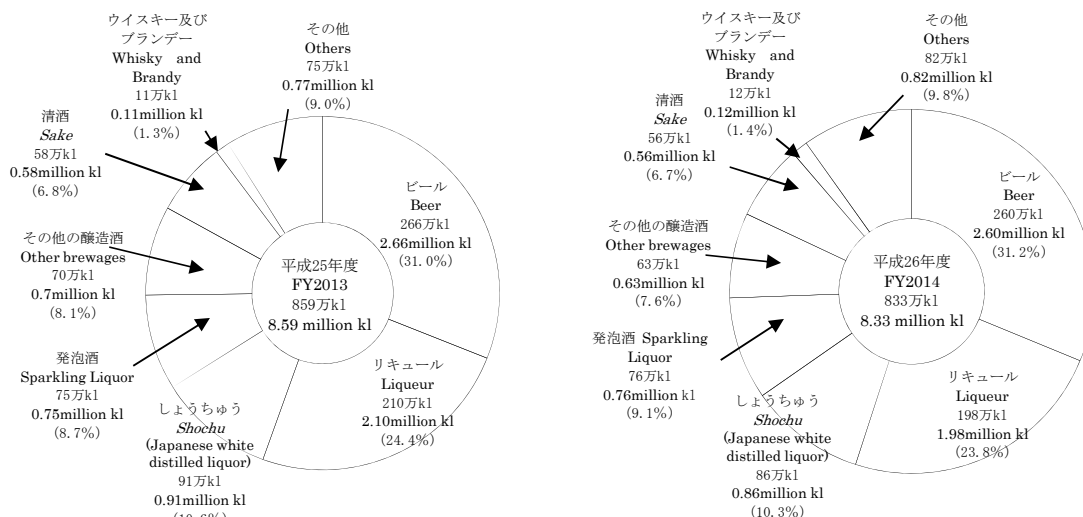 ウイスキー及び
ブランデー
Whisky and
Brandy
11万kl
0.11million kl
(1.3%)
その他
Others
75万kl
0.77million kl
(9.0%)
清酒
Sake
58万kl
0.58million kl
(6.8%)
ビール
Beer
266万kl
2.66million kl
(31.0%)
その他の醸造酒
Other brewages
70万kl
0.7million kl
(8.1%)
平成25年度
FY2013
859万kl
8.59 million kl
発泡酒
Sparkling Liquor
75万kl
0.75million kl
(8.7%)
リキュール
Liqueur
210万kl
2.10million kl
(24.4%)
しょうちゅう
Shochu
(Japanese white
distilled liquor)
91万kl
0.91million kl
(10.6%)
ウイスキー及び
ブランデー
Whisky and
Brandy
12万kl
0.12million kl
(1.4%)
その他
Others
82万kl
0.82million kl
(9.8%)
清酒
Sake
56万kl
0.56million kl
(6.7%)
ビール
Beer
260万kl
2.60million kl
(31.2%)
その他の醸造酒
Other brewages
63万kl
0.63million kl
(7.6%)
平成26年度
FY2014
833万kl
8.33 million kl
発泡酒 Sparkling
Liquor
76万kl
0.76million kl
(9.1%)
リキュール
Liqueur
198万kl
1.98million kl
(23.8%)
しょうちゅう
Shochu
(Japanese white
distilled liquor)
86万kl
0.86million kl
(10.3%)